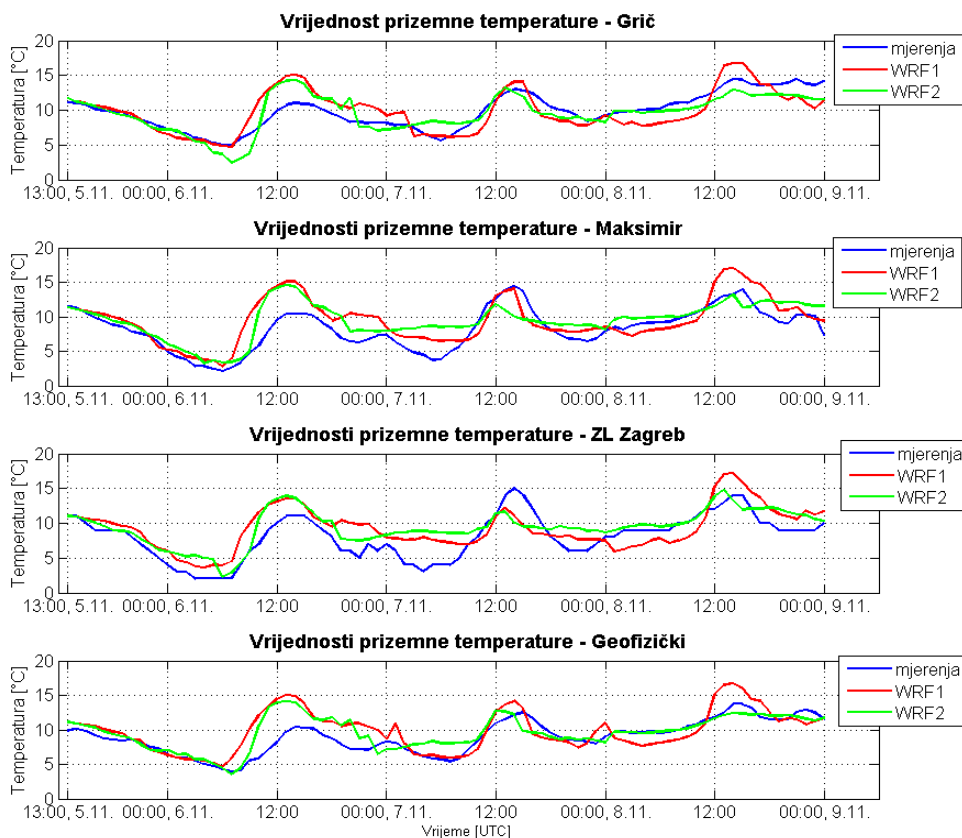 Vrijednost prizemne temperature - Grič
Temperatura [°C]
20
15
10
5
0
13:00, 5.11.
00:00, 6.11.
12:00
00:00, 7.11.
12:00
00:00, 8.11.
12:00
00:00, 9.11.
mjerenja
WRF1
WRF2
Vrijednosti prizemne temperature - Maksimir
Temperatura [°C]
20
15
10
5
0
13:00, 5.11.
00:00, 6.11.
12:00
00:00, 7.11.
12:00
00:00, 8.11.
12:00
00:00, 9.11.
mjerenja
WRF1
WRF2
Vrijednosti prizemne temperature - ZL Zagreb
Temperatura [°C]
20
15
10
5
0
13:00, 5.11.
00:00, 6.11.
12:00
00:00, 7.11.
12:00
00:00, 8.11.
12:00
00:00, 9.11.
mjerenja
WRF1
WRF2
Vrijednosti prizemne temperature - Geofizički
Temperatura [°C]
20
15
10
5
0
13:00, 5.11.
00:00, 6.11.
12:00
00:00, 7.11.
12:00
00:00, 8.11.
12:00
00:00, 9.11.
Vrijeme [UTC]
mjerenja
WRF1
WRF2